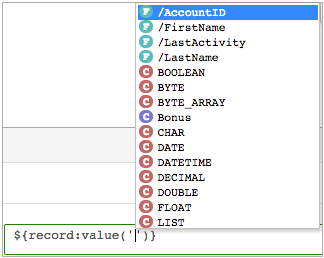 F /AccountID
F /FirstName
F /LastActivity
F /LastName
C BOOLEAN
C BYTE
C BYTE_ARRAY
C Bonus
C CHAR
C DATE
C DATETIME
C DECIMAL
C DOUBLE
C FLOAT
C LIST
${record:value('')}